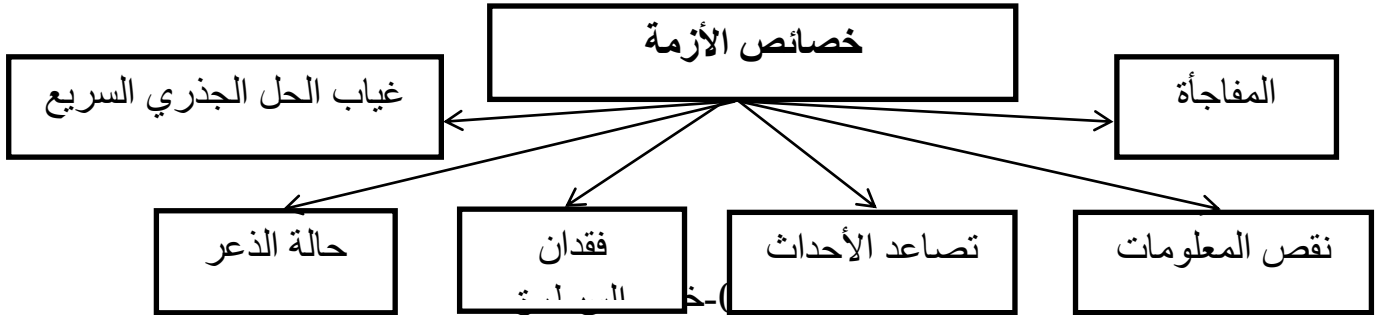 خصائص الأزمة
المفاجأة
غياب الحل الجذري السريع
نقص المعلومات
تصاعد الأحداث
فقدان
حالة الذعر